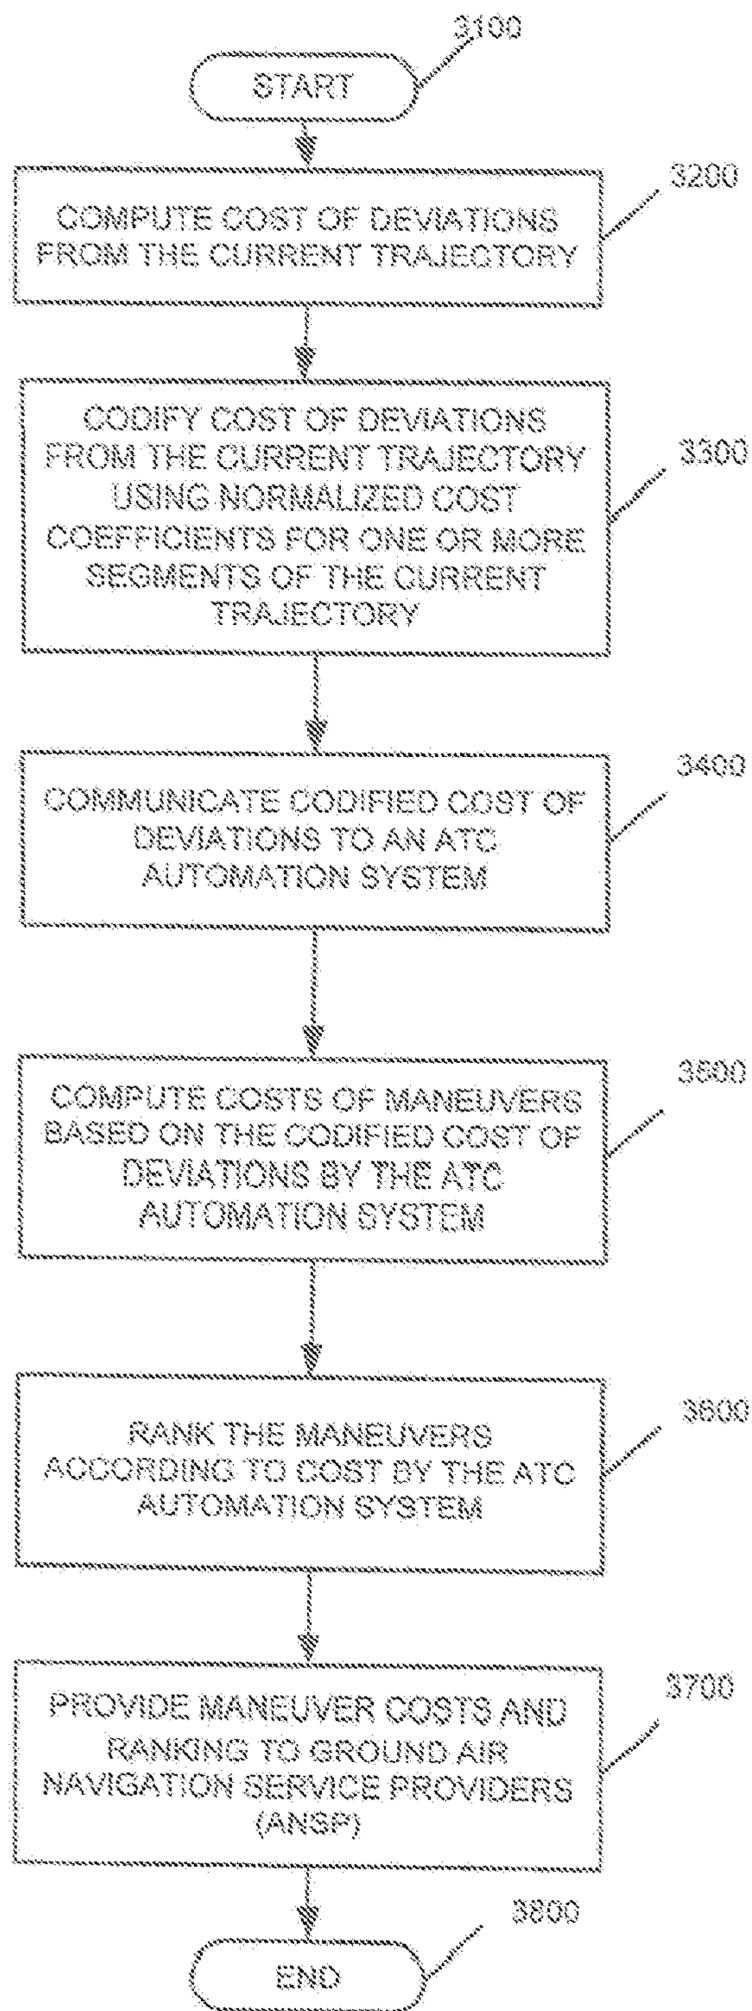 3100
START
3200
COMPUTE COST OF DEVIATIONS
FROM THE CURRENT TRAJECTORY
3300
CODIFY COST OF DEVIATIONS
FROM THE CURRENT TRAJECTORY
USING NORMALIZED COST
COEFFICIENTS FOR ONE OR MORE
SEGMENTS OF THE CURRENT
TRAJECTORY
3400
COMMUNICATE CODIFIED COST OF
DEVIATIONS TO AN ATC
AUTOMATION SYSTEM
3500
COMPUTE COSTS OF MANEUVERS
BASED ON THE CODIFIED COST OF
DEVIATIONS BY THE ATC
AUTOMATION SYSTEM
3600
RANK THE MANEUVERS
ACCORDING TO COST BY THE ATC
AUTOMATION SYSTEM
3700
PROVIDE MANEUVER COSTS AND
RANKING TO GROUND AIR
NAVIGATION SERVICE PROVIDERS
(ANSP)
3800
END